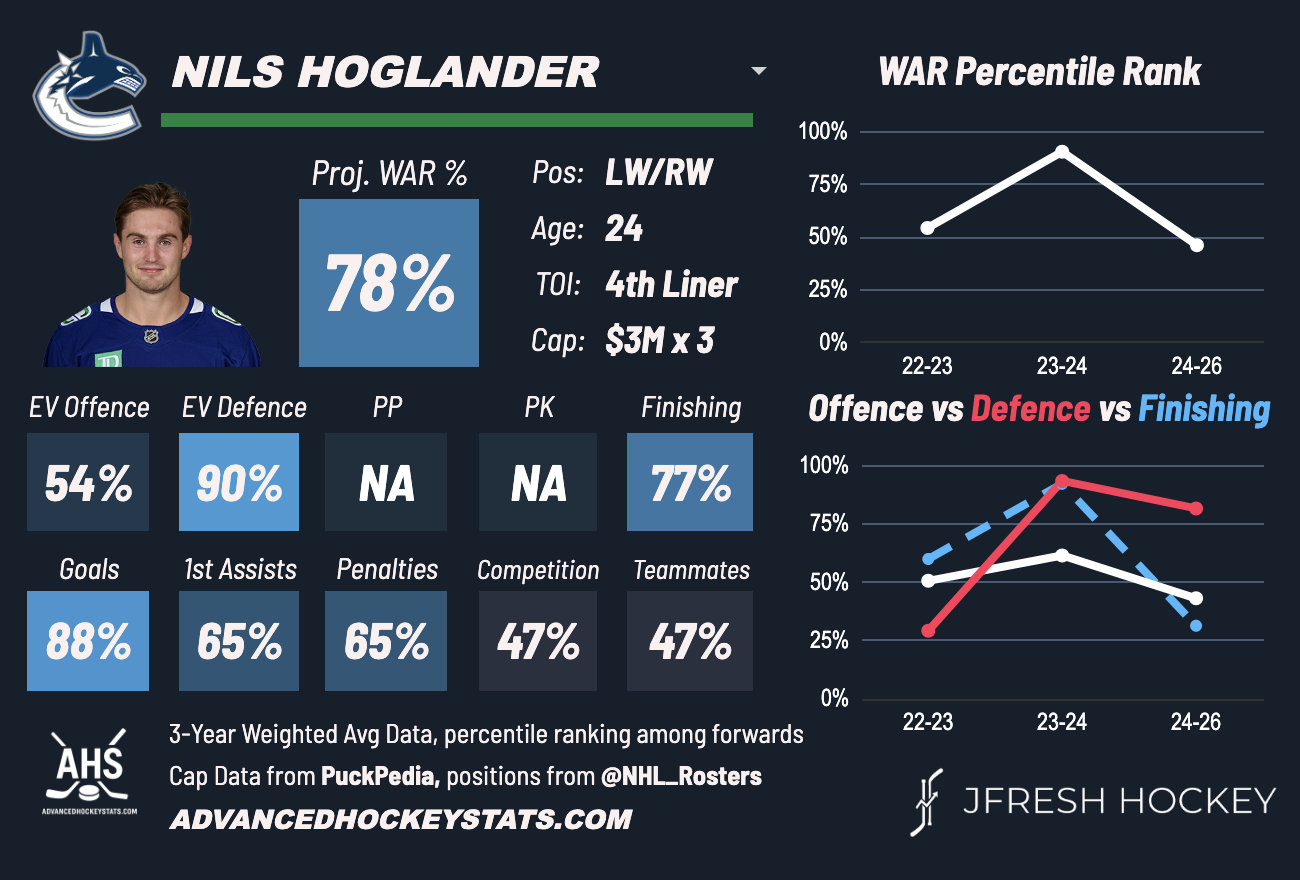 NILS HOGLANDER
WAR Percentile Rank
Proj. WAR %
78%
Pos: LW/RW
Age: 24
TOI: 4th Liner
Cap: $3M x 3
TD
100%
75%
50%
25%
0%
22-23 23-24 24-26
EV Offence EV Defence PP PK Finishing
54% 90% NA NA 77%
Goals 1st Assists Penalties Competition Teammates
88% 65% 65% 47% 47%
Offence vs Defence vs Finishing
100%
75%
50%
25%
0%
22-23 23-24 24-26
AHS
ADVANCEDHOCKEYSTATS.COM
3-Year Weighted Avg Data, percentile ranking among forwards
Cap Data from PuckPedia, positions from @NHL_Rosters
ADVANCEDHOCKEYSTATS.COM
JFRESH HOCKEY